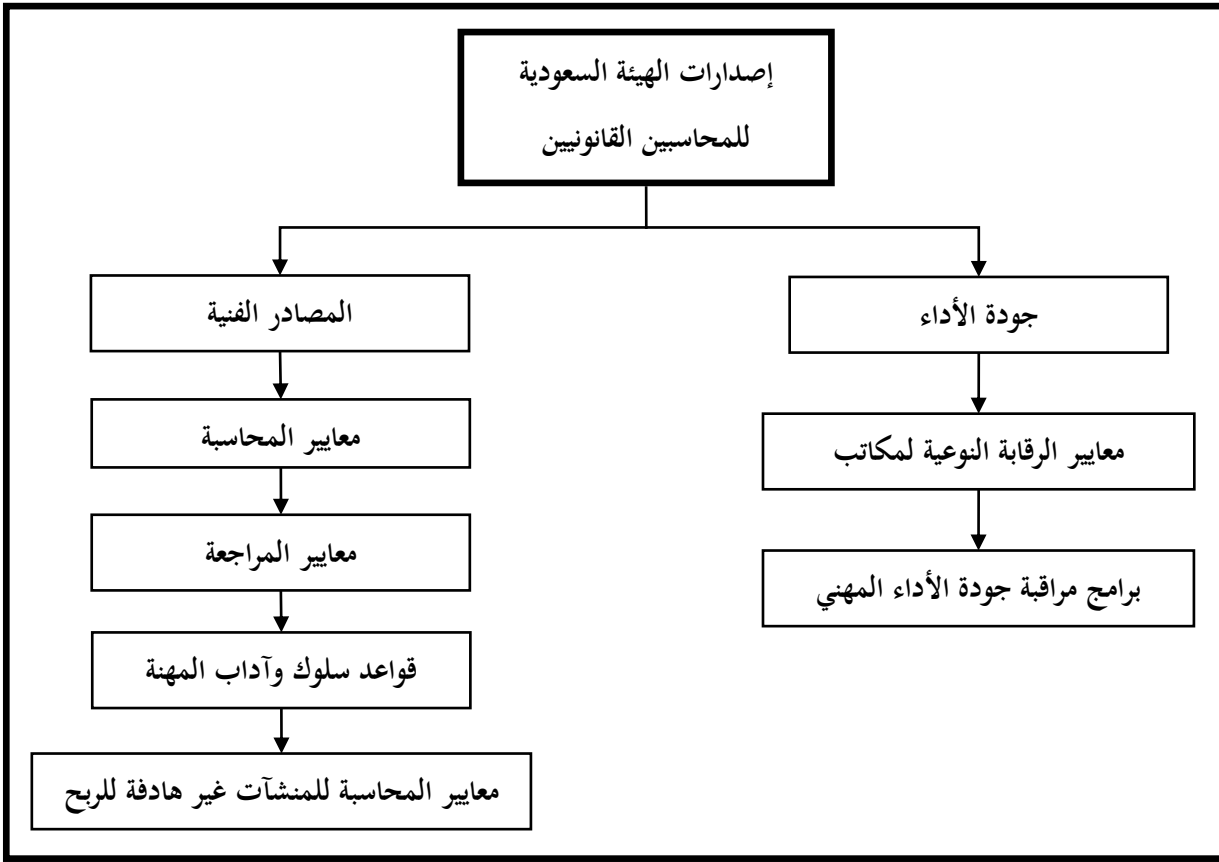 إصدارات الهيئة السعودية
للمحاسبين القانونيين
جودة الأداء
معايير الرقابة النوعية لمكاتب
برامج مراقبة جودة الأداء المهني
المصادر الفنية
معايير المحاسبة
معايير المراجعة
قواعد سلوك وآداب المهنة
معايير المحاسبة للمنشآت غير هادفة للربح